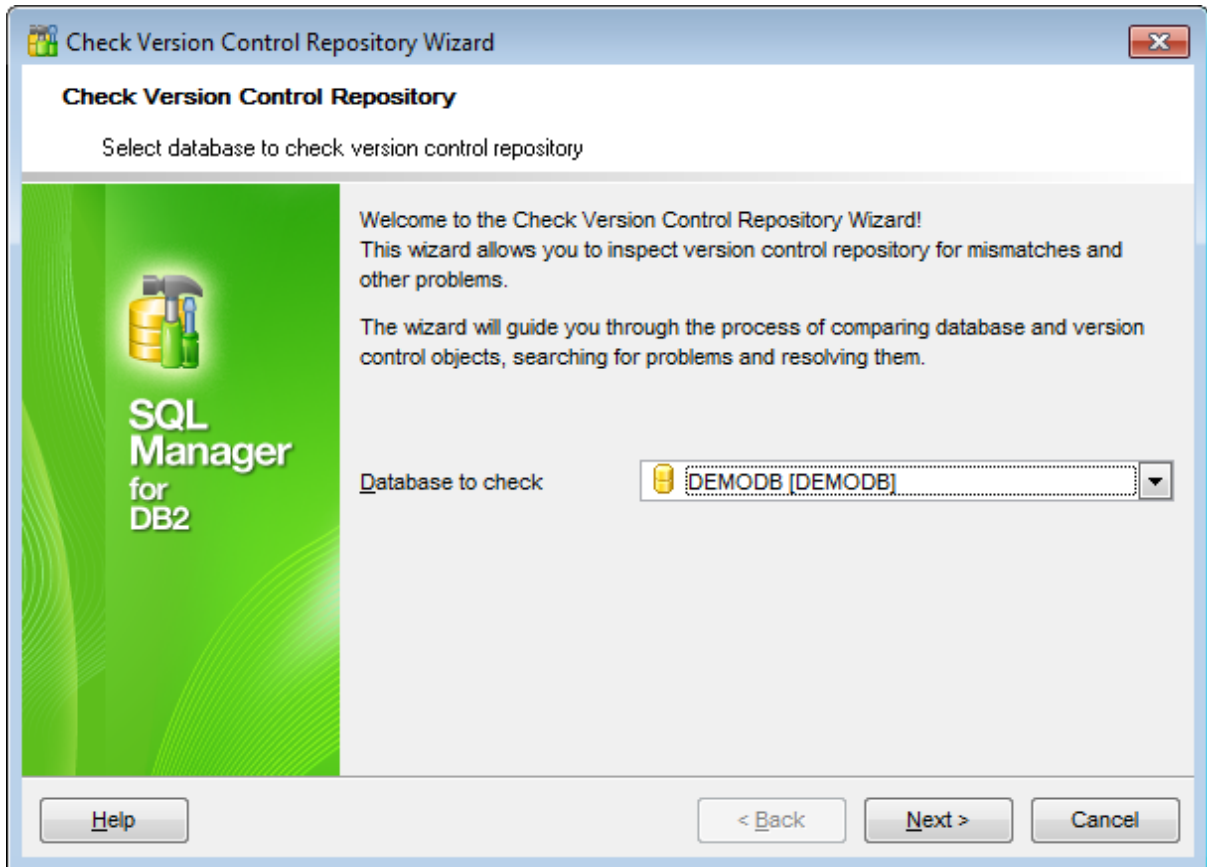 Check Version Control Repository Wizard
Check Version Control Repository
Select database to check version control repository
Welcome to the Check Version Control Repository Wizard!
This wizard allows you to inspect version control repository for mismatches and
other problems.
The wizard will guide you through the process of comparing database and version
control objects, searching for problems and resolving them.
SQL
Manager
for
DB2
Database to check
DEMODB [DEMODB]
Help
< Back
Next >
Cancel